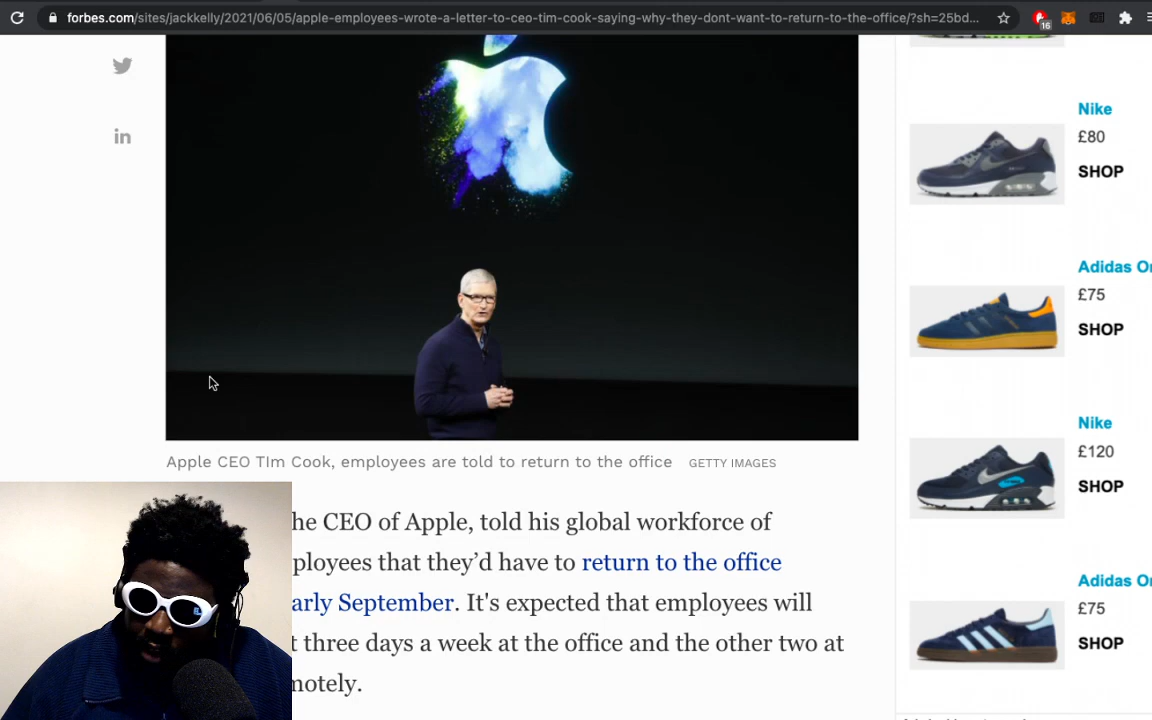 forbes.com/sites/jackkelly/2021/06/05/apple-employees-wrote-a-letter-to-ceo-tim-cook-saying-why-they-dont-want-to-return-to-the-office/?sh=25bd...
16
in
Nike
£80
SHOP
Adidas Or
£75
SHOP
Nike
£120
SHOP
Adidas Or
£75
SHOP
Apple CEO TIm Cook, employees are told to return to the office GETTY IMAGES
he CEO of Apple, told his global workforce of
ployees that they’d have to return to the office
arly September. It's expected that employees will
t three days a week at the office and the other two at
motely.